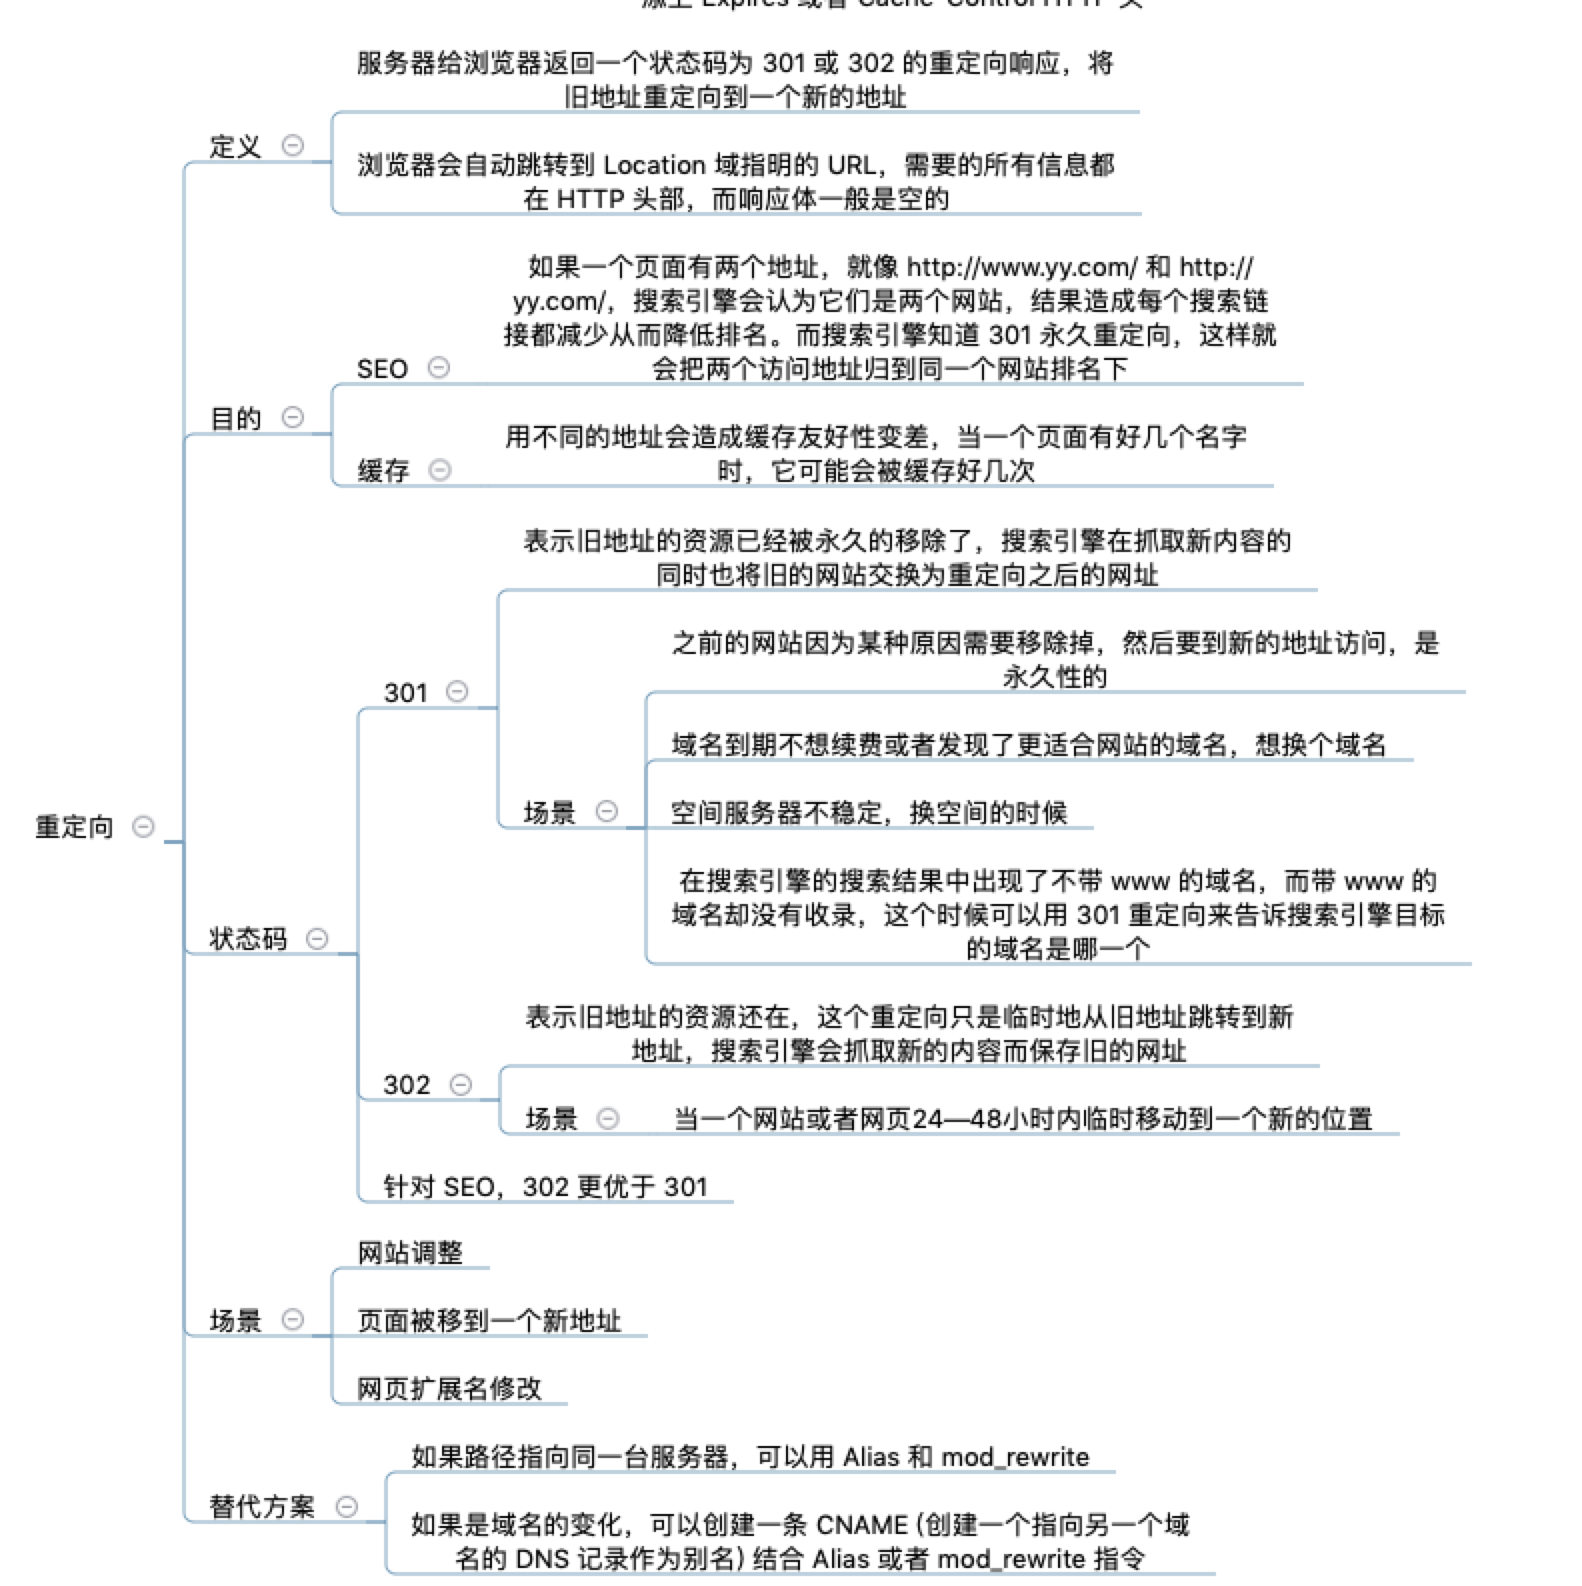 Expires 或者 Cache-Control HTTP 头
服务器给浏览器返回一个状态码为 301 或 302 的重定向响应，将
旧地址重定向到一个新的地址
定义
浏览器会自动跳转到 Location 域指明的 URL，需要的所有信息都
在 HTTP 头部，而响应体一般是空的
如果一个页面有两个地址，就像 http://www.yy.com/ 和 http://
yy.com/，搜索引擎会认为它们是两个网站，结果造成每个搜索链
接都减少从而降低排名。而搜索引擎知道 301 永久重定向，这样就
会把两个访问地址归到同一个网站排名下
SEO
目的
用不同的地址会造成缓存友好性变差，当一个页面有好几个名字
时，它可能会被缓存好几次
缓存
表示旧地址的资源已经被永久的移除了，搜索引擎在抓取新内容的
同时也将旧的网站交换为重定向之后的网址
之前的网站因为某种原因需要移除掉，然后要到新的地址访问，是
永久性的
301
域名到期不想续费或者发现了更适合网站的域名，想换个域名
场景
空间服务器不稳定，换空间的时候
重定向
在搜索引擎的搜索结果中出现了不带 www 的域名，而带 www 的
域名却没有收录，这个时候可以用 301 重定向来告诉搜索引擎目标
的域名是哪一个
状态码
表示旧地址的资源还在，这个重定向只是临时地从旧地址跳转到新
地址，搜索引擎会抓取新的内容而保存旧的网址
302
场景
当一个网站或者网页24—48小时内临时移动到一个新的位置
针对 SEO，302 更优于 301
网站调整
场景
页面被移到一个新地址
网页扩展名修改
如果路径指向同一台服务器，可以用 Alias 和 mod_rewrite
替代方案
如果是域名的变化，可以创建一条 CNAME (创建一个指向另一个域
名的 DNS 记录作为别名) 结合 Alias 或者 mod_rewrite 指令